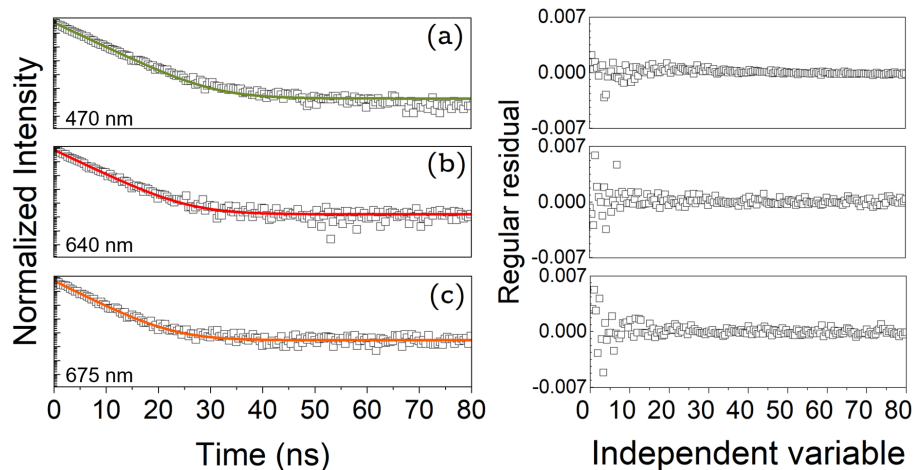 Normalized Intensity
(a)
470 nm
(b)
640 nm
(c)
675 nm
0 10 20 30 40 50 60 70 80
Time (ns)
Regular residual
0.007
0.000
-0.007
0.007
0.000
-0.007
0.007
0.000
-0.007
0 10 20 30 40 50 60 70 80
Independent variable